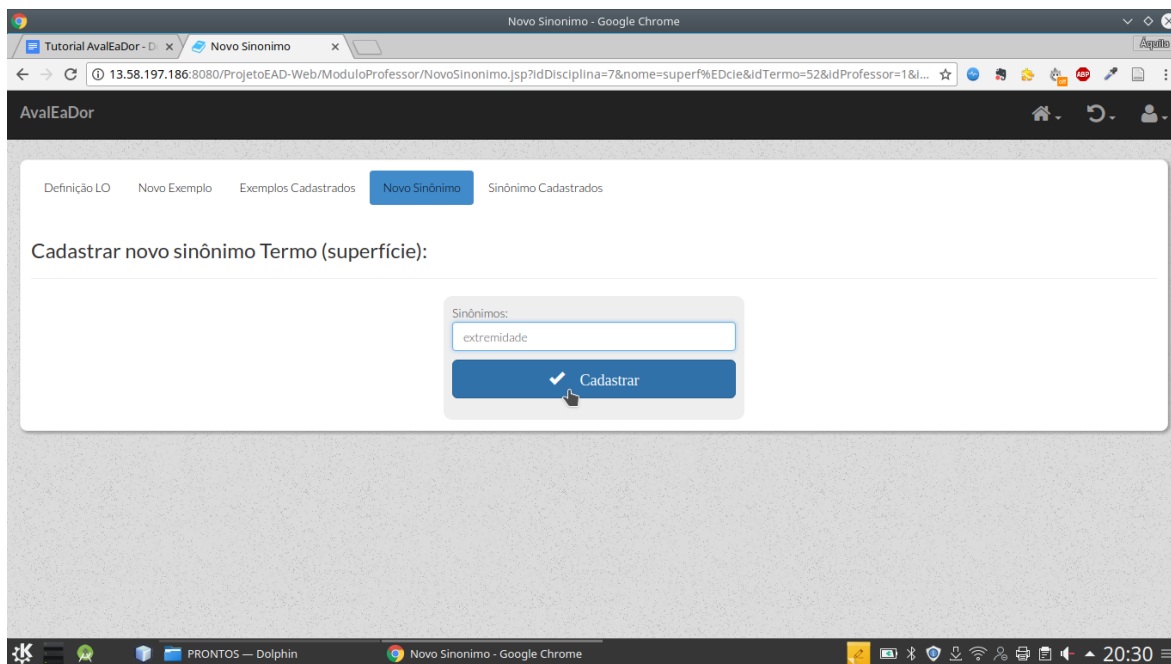 Novo Sinonimo - Google Chrome
Tutorial AvalEaDor - D
Novo Sinonimo
Áquila
13.58.197.186:8080/ProjetoEAD-Web/ModuloProfessor/NovoSinonimo.jsp?idDisciplina=7&nome=superf%EDcie&idTermo=52&idProfessor=1&i...
ABP
AvalEaDor
Definição LO Novo Exemplo Exemplos Cadastrados Novo Sinônimo Sinônimo Cadastrados
Cadastrar novo sinônimo Termo (superfície):
Sinônimos:
extremidade
Cadastrar
PRONTOS — Dolphin
Novo Sinonimo - Google Chrome
20:30